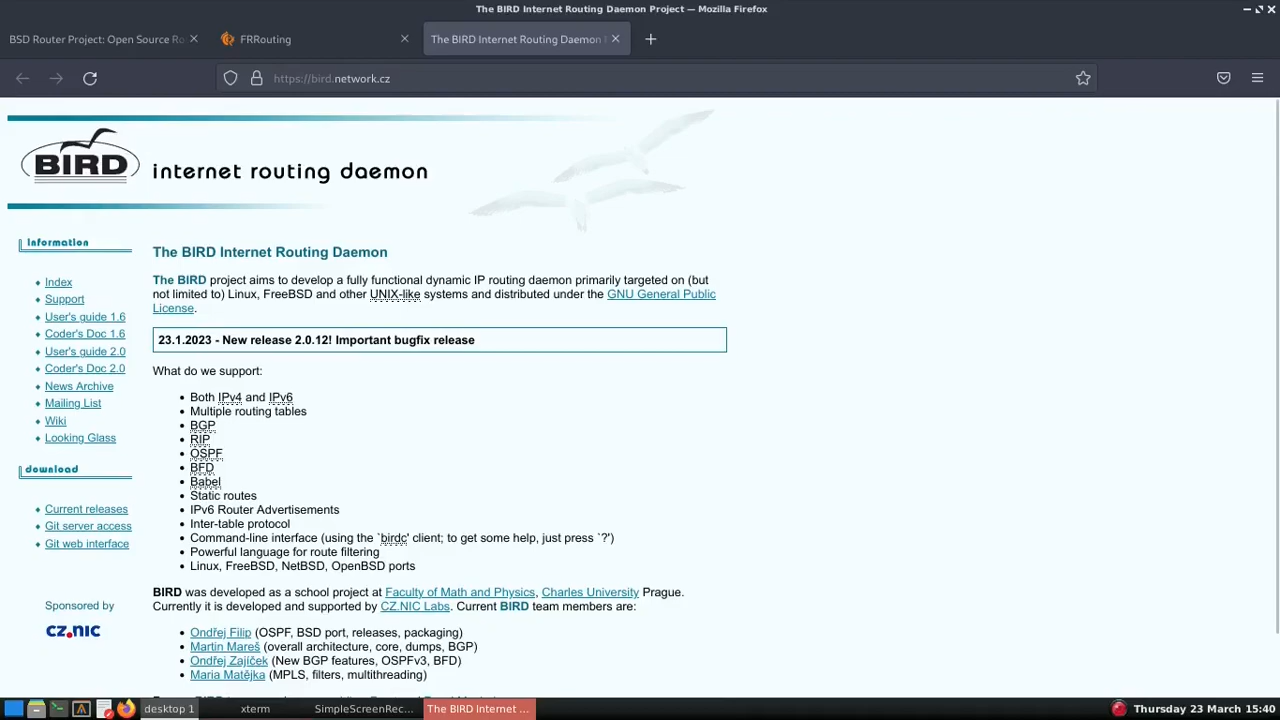 The BIRD Internet Routing Daemon Project — Mozilla Firefox
BSD Router Project: Open Source Ro
FRRouting
The BIRD Internet Routing Daemon
https://bird.network.cz
BIRD
internet routing daemon
information
Index
Support
User's guide 1.6
Coder's Doc 1.6
User's guide 2.0
Coder's Doc 2.0
News Archive
Mailing List
Wiki
Looking Glass
download
Current releases
Git server access
Git web interface
Sponsored by
cz.nic
The BIRD Internet Routing Daemon
The BIRD project aims to develop a fully functional dynamic IP routing daemon primarily targeted on (but
not limited to) Linux, FreeBSD and other UNIX-like systems and distributed under the GNU General Public
License.
23.1.2023 - New release 2.0.12! Important bugfix release
What do we support:
Both IPv4 and IPv6
Multiple routing tables
BGP
RIP
OSPF
BFD
Babel
Static routes
IPv6 Router Advertisements
Inter-table protocol
Command-line interface (using the `birdc' client; to get some help, just press `?')
Powerful language for route filtering
Linux, FreeBSD, NetBSD, OpenBSD ports
BIRD was developed as a school project at Faculty of Math and Physics, Charles University Prague.
Currently it is developed and supported by CZ.NIC Labs. Current BIRD team members are:
Ondřej Filip (OSPF, BSD port, releases, packaging)
Martin Mareš (overall architecture, core, dumps, BGP)
Ondřej Zajíček (New BGP features, OSPFv3, BFD)
Maria Matějka (MPLS, filters, multithreading)
desktop 1
xterm
SimpleScreenRec...
The BIRD Internet ...
Thursday 23 March 15:40